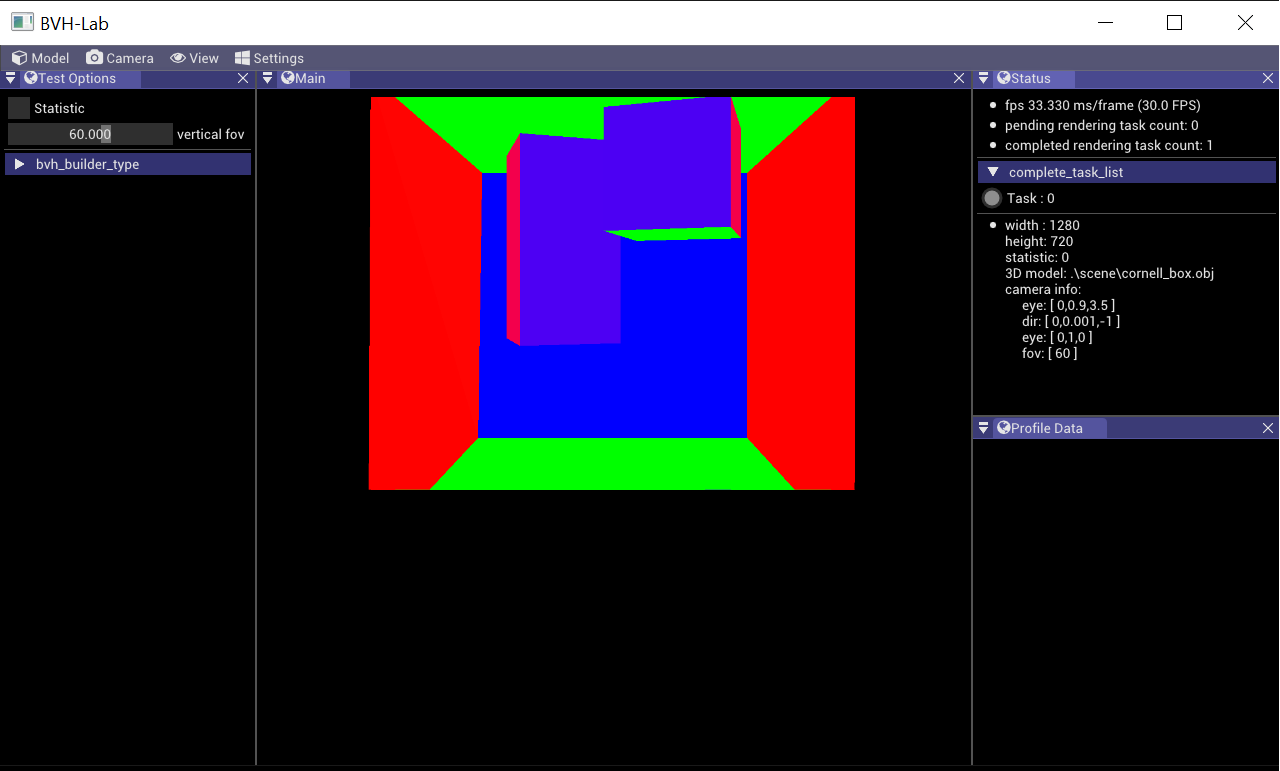 BVH-Lab
Model Camera View Settings
Test Options
Statistic
60.000 vertical fov
bvh_builder_type
Main
Status
fps 33.330 ms/frame (30.0 FPS)
pending rendering task count: 0
completed rendering task count: 1
complete_task_list
Task : 0
width : 1280
height: 720
statistic: 0
3D model: .\scene\cornell_box.obj
camera info:
eye: [ 0,0.9,3.5 ]
dir: [ 0,0.001,-1 ]
eye: [ 0,1,0 ]
fov: [ 60 ]
Profile Data